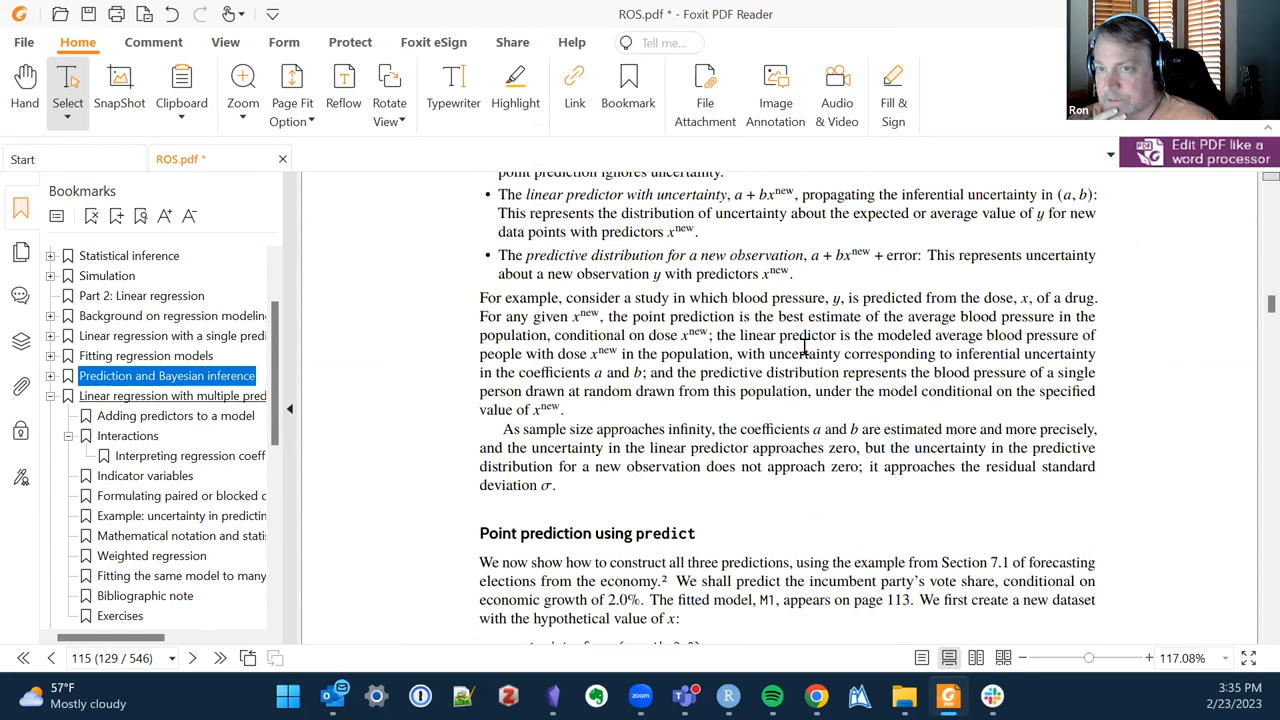 ROS.pdf * - Foxit PDF Reader
File Home Comment View Form Protect Foxit eSign Share Help Tell me...
Hand Select SnapShot Clipboard Zoom Page Fit Option Reflow Rotate View Typewriter Highlight Link Bookmark File Attachment Image Annotation Audio & Video Fill & Sign
Ron
Start ROS.pdf *
Edit PDF like a word processor
Bookmarks
Statistical inference
Simulation
Part 2: Linear regression
Background on regression modelin
Linear regression with a single predi
Fitting regression models
Prediction and Bayesian inference
Linear regression with multiple pred
Adding predictors to a model
Interactions
Interpreting regression coeff
Indicator variables
Formulating paired or blocked d
Example: uncertainty in predictin
Mathematical notation and statis
Weighted regression
Fitting the same model to many
Bibliographic note
Exercises
point prediction ignores uncertainty.
• The linear predictor with uncertainty, a + bx^new, propagating the inferential uncertainty in (a, b):
This represents the distribution of uncertainty about the expected or average value of y for new
data points with predictors x^new.
• The predictive distribution for a new observation, a + bx^new + error: This represents uncertainty
about a new observation y with predictors x^new.
For example, consider a study in which blood pressure, y, is predicted from the dose, x, of a drug.
For any given x^new, the point prediction is the best estimate of the average blood pressure in the
population, conditional on dose x^new; the linear predictor is the modeled average blood pressure of
people with dose x^new in the population, with uncertainty corresponding to inferential uncertainty
in the coefficients a and b; and the predictive distribution represents the blood pressure of a single
person drawn at random drawn from this population, under the model conditional on the specified
value of x^new.
As sample size approaches infinity, the coefficients a and b are estimated more and more precisely,
and the uncertainty in the linear predictor approaches zero, but the uncertainty in the predictive
distribution for a new observation does not approach zero; it approaches the residual standard
deviation σ.
Point prediction using predict
We now show how to construct all three predictions, using the example from Section 7.1 of forecasting
elections from the economy.² We shall predict the incumbent party's vote share, conditional on
economic growth of 2.0%. The fitted model, M1, appears on page 113. We first create a new dataset
with the hypothetical value of x:
115 (129 / 546)
117.08%
57°F
Mostly cloudy
3:35 PM
2/23/2023